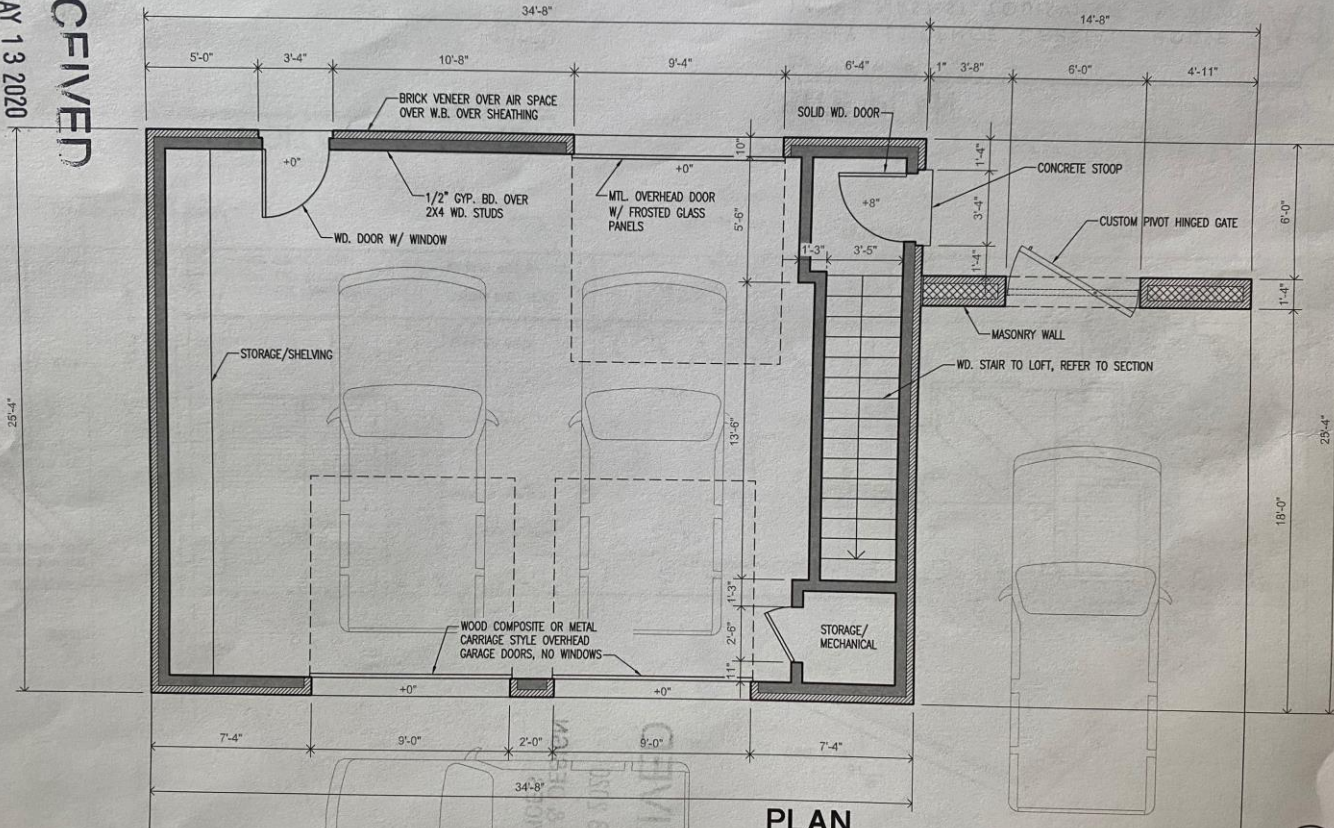 CEIVED
AY 13 2020
34'-8"
14'-8"
5'-0"
3'-4"
10'-8"
9'-4"
6'-4"
1"
3'-8"
6'-0"
4'-11"
BRICK VENEER OVER AIR SPACE
OVER W.B. OVER SHEATHING
SOLID WD. DOOR
+0"
1/2" GYP. BD. OVER
2X4 WD. STUDS
WD. DOOR W/ WINDOW
10"
+0"
MTL. OVERHEAD DOOR
W/ FROSTED GLASS
PANELS
5'-6"
+8"
1'-3"
3'-5"
1'-4"
3'-4"
1'-4"
CONCRETE STOOP
CUSTOM PIVOT HINGED GATE
6'-0"
1'-4"
MASONRY WALL
STORAGE/SHELVING
WD. STAIR TO LOFT, REFER TO SECTION
25'-4"
13'-6"
25'-4"
18'-0"
1'-3"
2'-6"
11"
WOOD COMPOSITE OR METAL
CARRIAGE STYLE OVERHEAD
GARAGE DOORS, NO WINDOWS
STORAGE/
MECHANICAL
+0"
+0"
7'-4"
9'-0"
2'-0"
9'-0"
7'-4"
34'-8"
PLAN